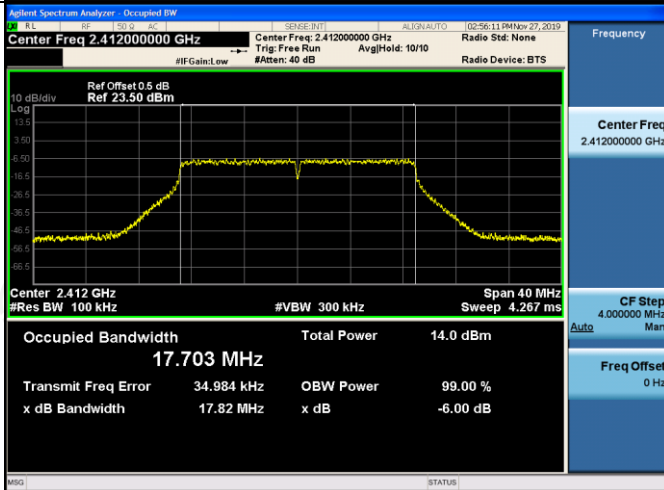 Agilent Spectrum Analyzer - Occupied BW
RL RF 50 Ω AC SENSE:INT ALIGN AUTO 02:56:11 PM Nov 27, 2019
Center Freq 2.412000000 GHz Center Freq: 2.412000000 GHz Radio Std: None Frequency
Trig: Free Run Avg|Hold: 10/10
#IFGain:Low #Atten: 40 dB Radio Device: BTS
Ref Offset 0.5 dB
10 dB/div Ref 23.50 dBm
Log
13.5
3.50
-6.50
-16.5
-26.5
-36.5
-46.5
-56.5
-66.5
Center Freq
2.412000000 GHz
Center 2.412 GHz Span 40 MHz
#Res BW 100 kHz #VBW 300 kHz Sweep 4.267 ms
CF Step
4.000000 MHz
Auto Man
Occupied Bandwidth Total Power 14.0 dBm
17.703 MHz
Freq Offset
0 Hz
Transmit Freq Error 34.984 kHz OBW Power 99.00 %
x dB Bandwidth 17.82 MHz x dB -6.00 dB
MSG STATUS